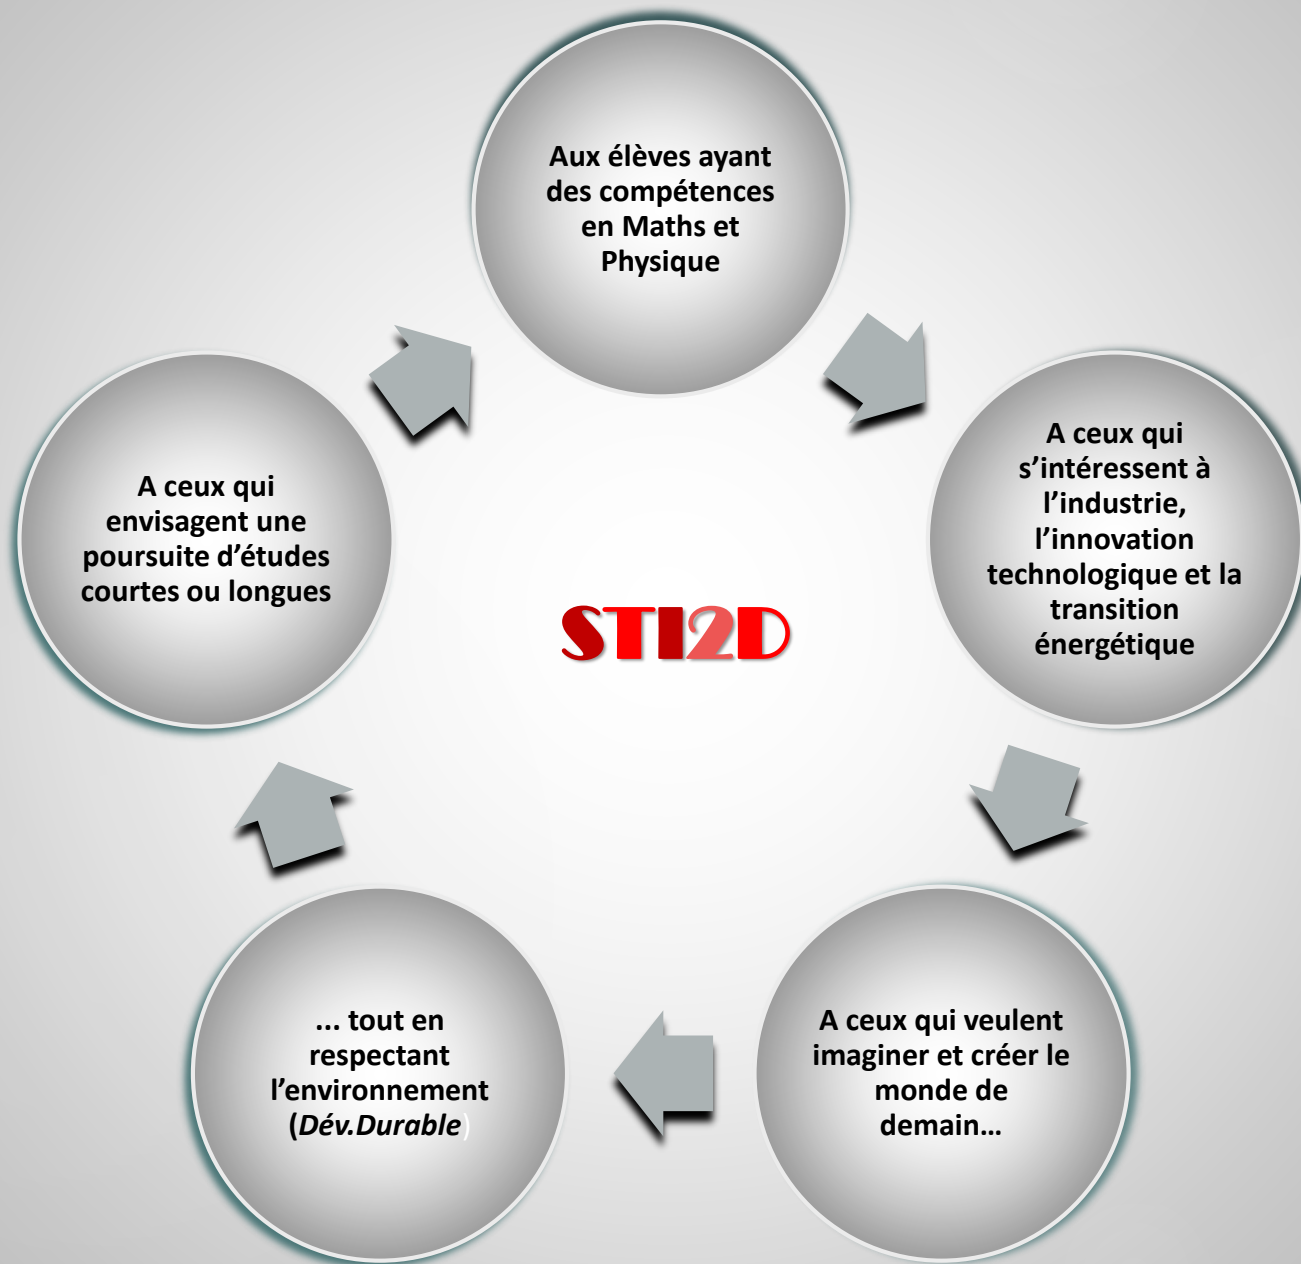 Aux élèves ayant
des compétences
en Maths et
Physique
A ceux qui
s’intéressent à
l’industrie,
l’innovation
technologique et la
transition
énergétique
A ceux qui veulent
imaginer et créer le
monde de
demain…
... tout en
respectant
l’environnement
(Dév.Durable)
A ceux qui
envisagent une
poursuite d’études
courtes ou longues
STI2D